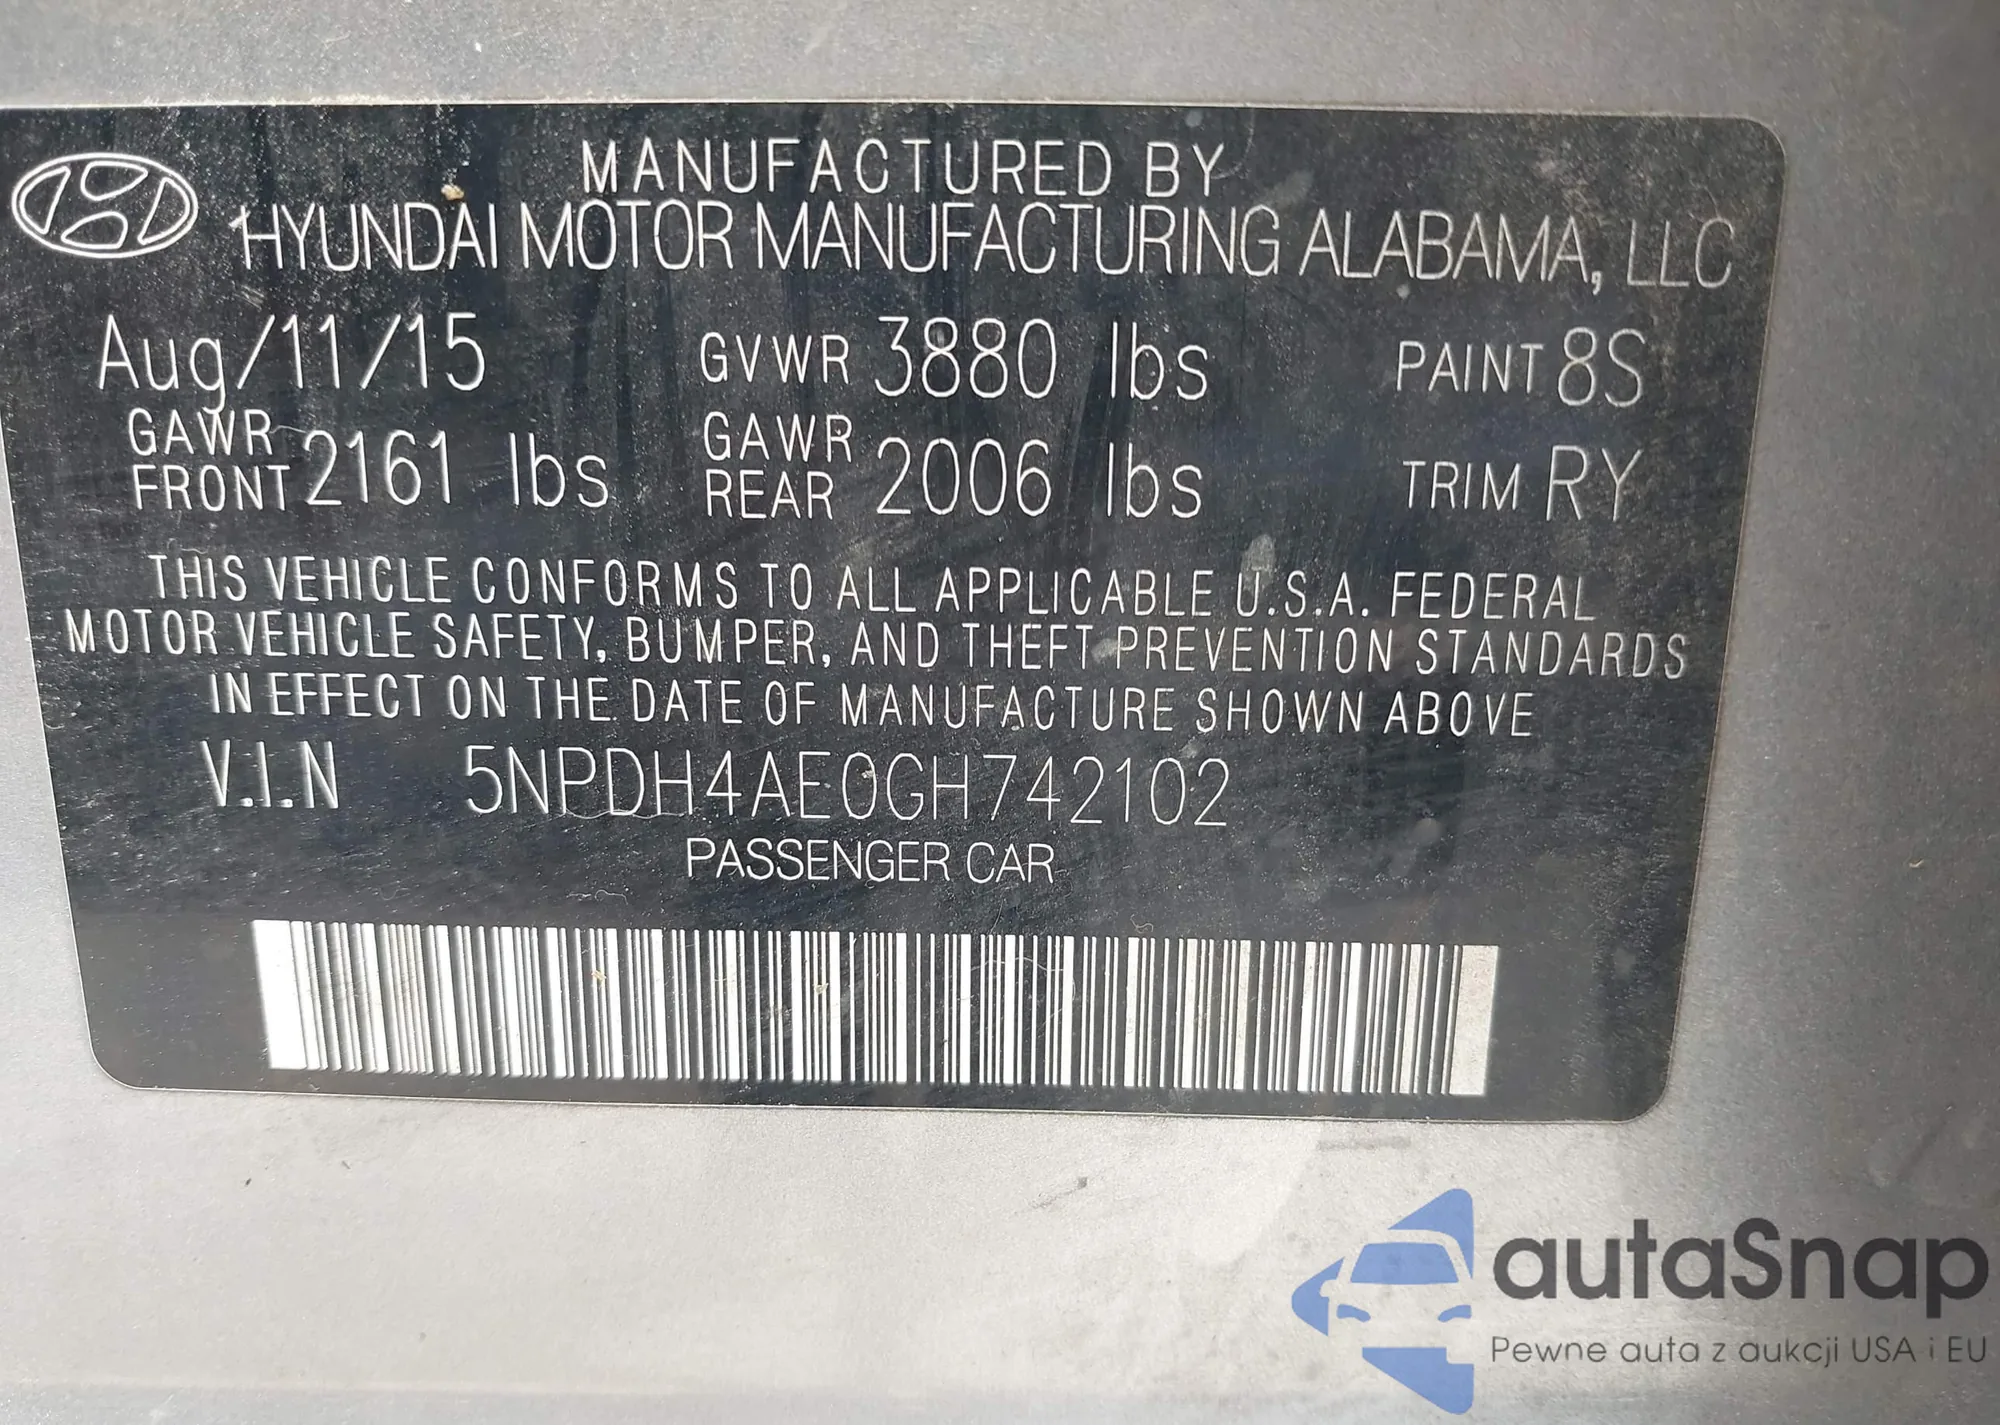 MANUFACTURED BY
HYUNDAI MOTOR MANUFACTURING ALABAMA, LLC
Aug/11/15 GVWR 3880 lbs PAINT 8S
GAWR FRONT 2161 lbs GAWR REAR 2006 lbs TRIM RY
THIS VEHICLE CONFORMS TO ALL APPLICABLE U.S.A. FEDERAL
MOTOR VEHICLE SAFETY, BUMPER, AND THEFT PREVENTION STANDARDS
IN EFFECT ON THE DATE OF MANUFACTURE SHOWN ABOVE
V.I.N 5NPDH4AE0GH742102
PASSENGER CAR
autaSnap
Pewne auta z aukcji USA i EU